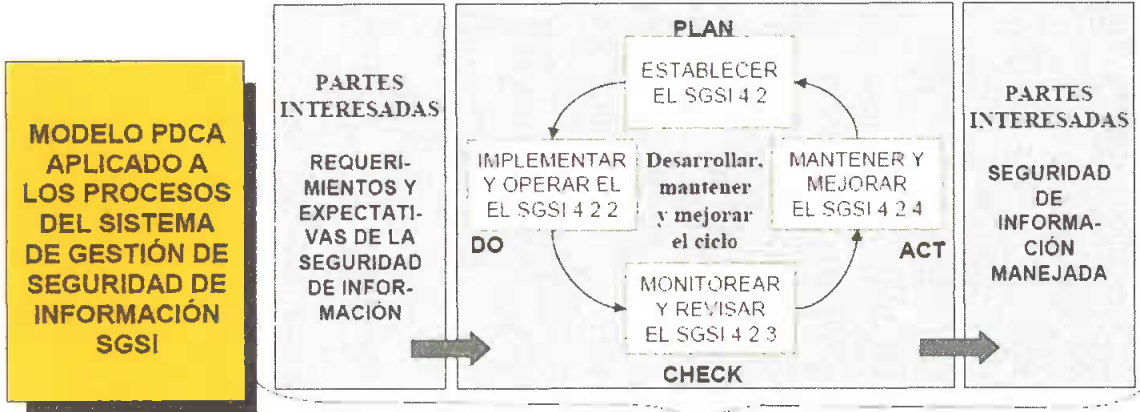 MODELO PDCA
APLICADO A
LOS PROCESOS
DEL SISTEMA
DE GESTIÓN DE
SEGURIDAD DE
INFORMACIÓN
SGSI
PARTES
INTERESADAS
REQUERI-
MIENTOS Y
EXPECTATI-
VAS DE LA
SEGURIDAD
DE INFOR-
MACIÓN
PLAN
ESTABLECER
EL SGSI 4 2
IMPLEMENTAR
Y OPERAR EL
EL SGSI 4 2 2
DO
Desarrollar,
mantener
y mejorar
el ciclo
MANTENER Y
MEJORAR
EL SGSI 4 2 4
ACT
MONITOREAR
Y REVISAR
EL SGSI 4 2 3
CHECK
PARTES
INTERESADAS
SEGURIDAD
DE
INFORMA-
CIÓN
MANEJADA